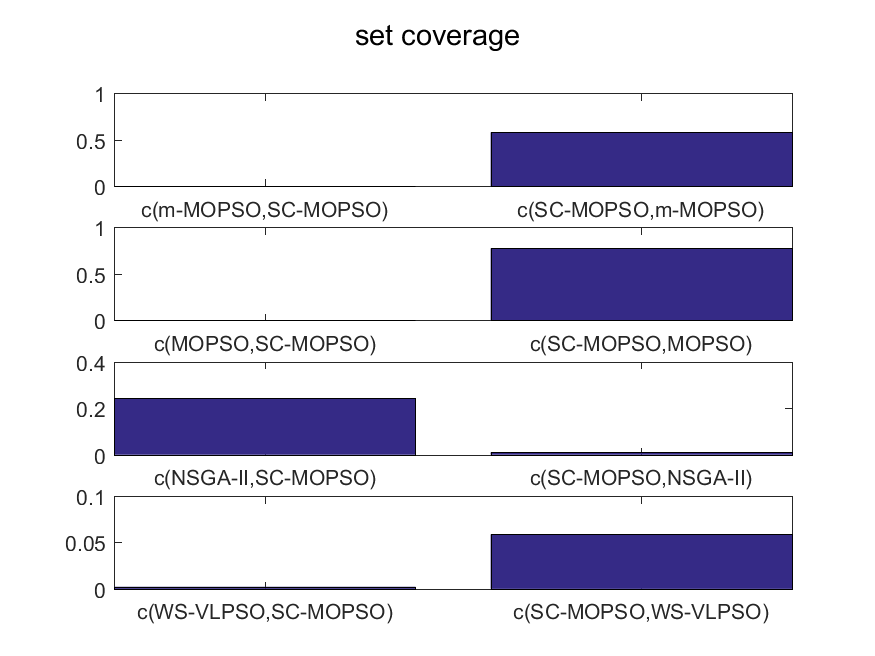 set coverage
1
0.5
0
c(m-MOPSO,SC-MOPSO) c(SC-MOPSO,m-MOPSO)
1
0.5
0
c(MOPSO,SC-MOPSO) c(SC-MOPSO,MOPSO)
0.4
0.2
0
c(NSGA-II,SC-MOPSO) c(SC-MOPSO,NSGA-II)
0.1
0.05
0
c(WS-VLPSO,SC-MOPSO) c(SC-MOPSO,WS-VLPSO)